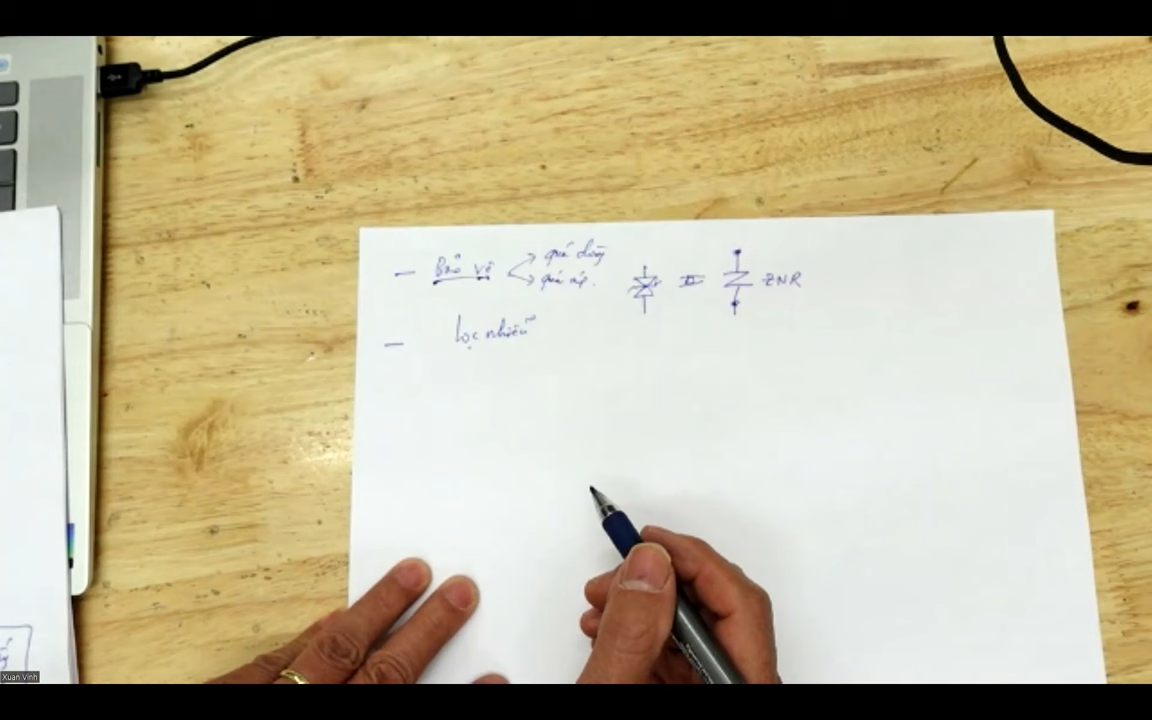 — Bảo vệ → quá dòng
→ quá áp. ZNR
— lọc nhiễu
Xuan Vinh